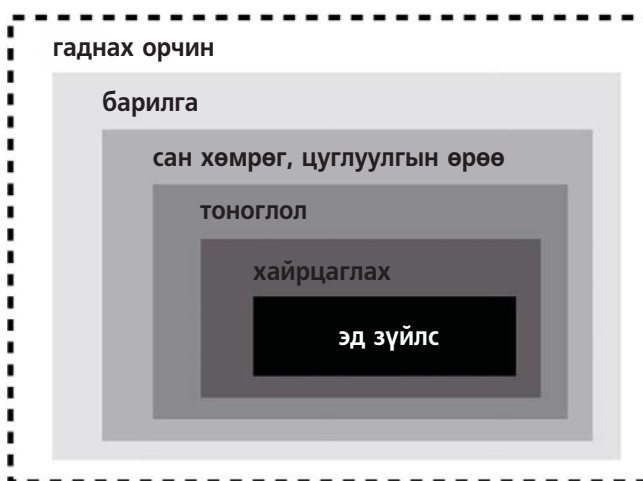 гаднах орчин
барилга
сан хөмрөг, цуглуулгын өрөө
тоноглол
хайрцаглах
эд зүйлс